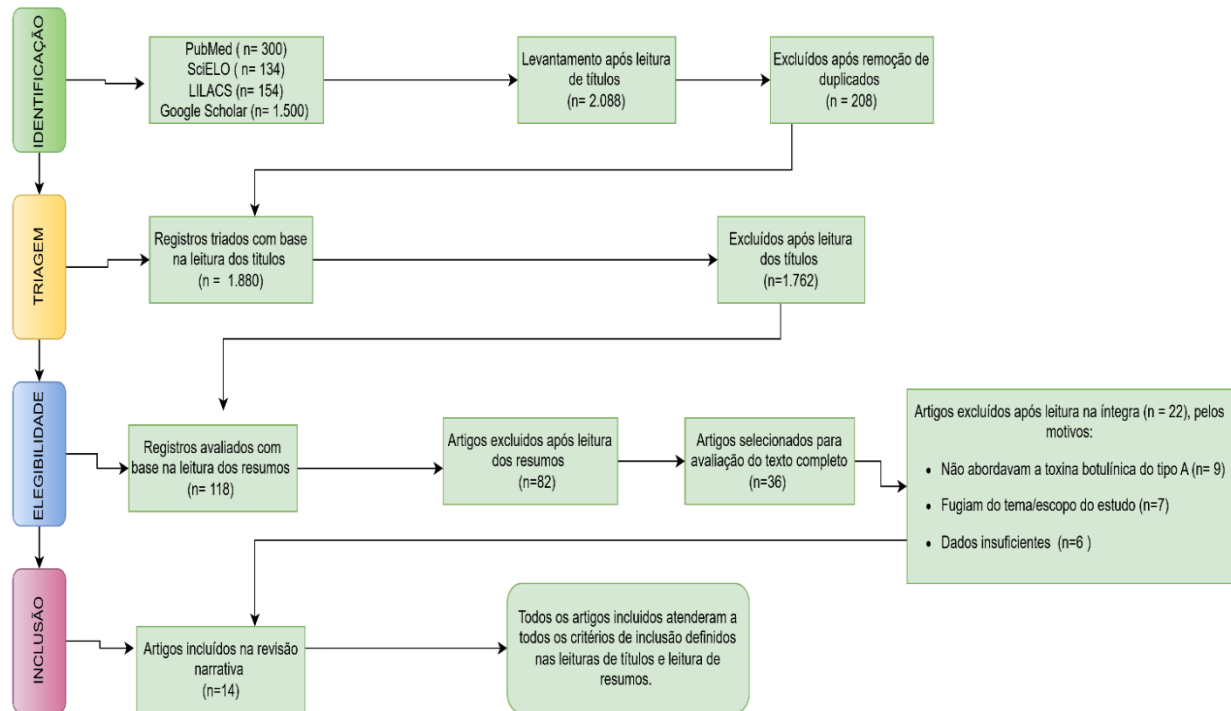 IDENTIFICAÇÃO
PubMed ( n= 300)
SciELO ( n= 134)
LILACS ( n= 154)
Google Scholar (n= 1.500)
Levantamento após leitura
de títulos
(n= 2.088)
Excluídos após remoção de
duplicados
(n = 208)
TRIAGEM
Registros triados com base
na leitura dos titulos
(n = 1.880)
Excluídos após leitura
dos títulos
(n=1.762)
ELEGIBILIDADE
Registros avaliados com
base na leitura dos resumos
(n= 118)
Artigos excluidos após leitura
dos resumos
(n=82)
Artigos selecionados para
avaliação do texto completo
(n=36)
Artigos excluídos após leitura na íntegra (n = 22), pelos
motivos:
• Não abordavam a toxina botulínica do tipo A (n= 9)
• Fugiam do tema/escopo do estudo (n=7)
• Dados insuficientes (n=6 )
INCLUSÃO
Artigos incluídos na revisão
narrativa
(n=14)
Todos os artigos incluidos atenderam a
todos os critérios de inclusão definidos
nas leituras de títulos e leitura de
resumos.